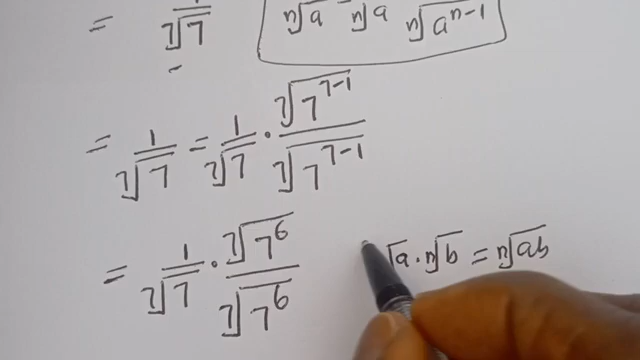 = 1/⁷√7 ⁿ√a ⁿ√a ⁿ√aⁿ⁻¹
= 1/⁷√7 = 1/⁷√7 · ⁷√7⁷⁻¹/⁷√7⁷⁻¹
= 1/⁷√7 · ⁷√7⁶/⁷√7⁶ √a · ⁿ√b = ⁿ√ab